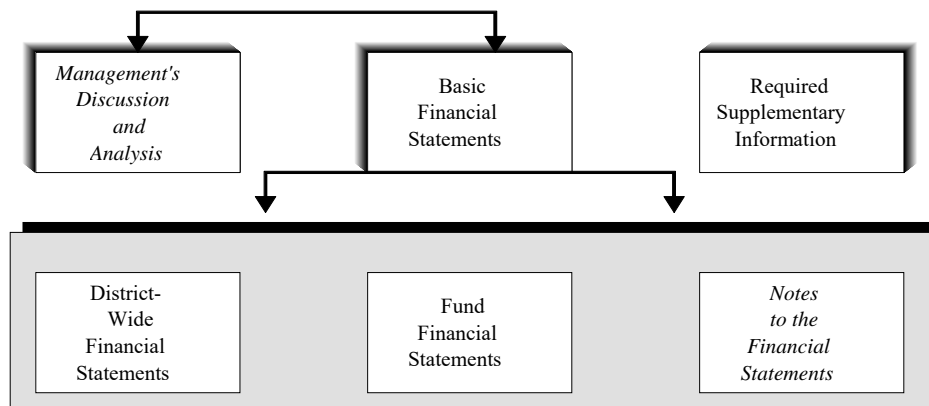 Management's
Discussion
and
Analysis
Basic
Financial
Statements
Required
Supplementary
Information
District-
Wide
Financial
Statements
Fund
Financial
Statements
Notes
to the
Financial
Statements